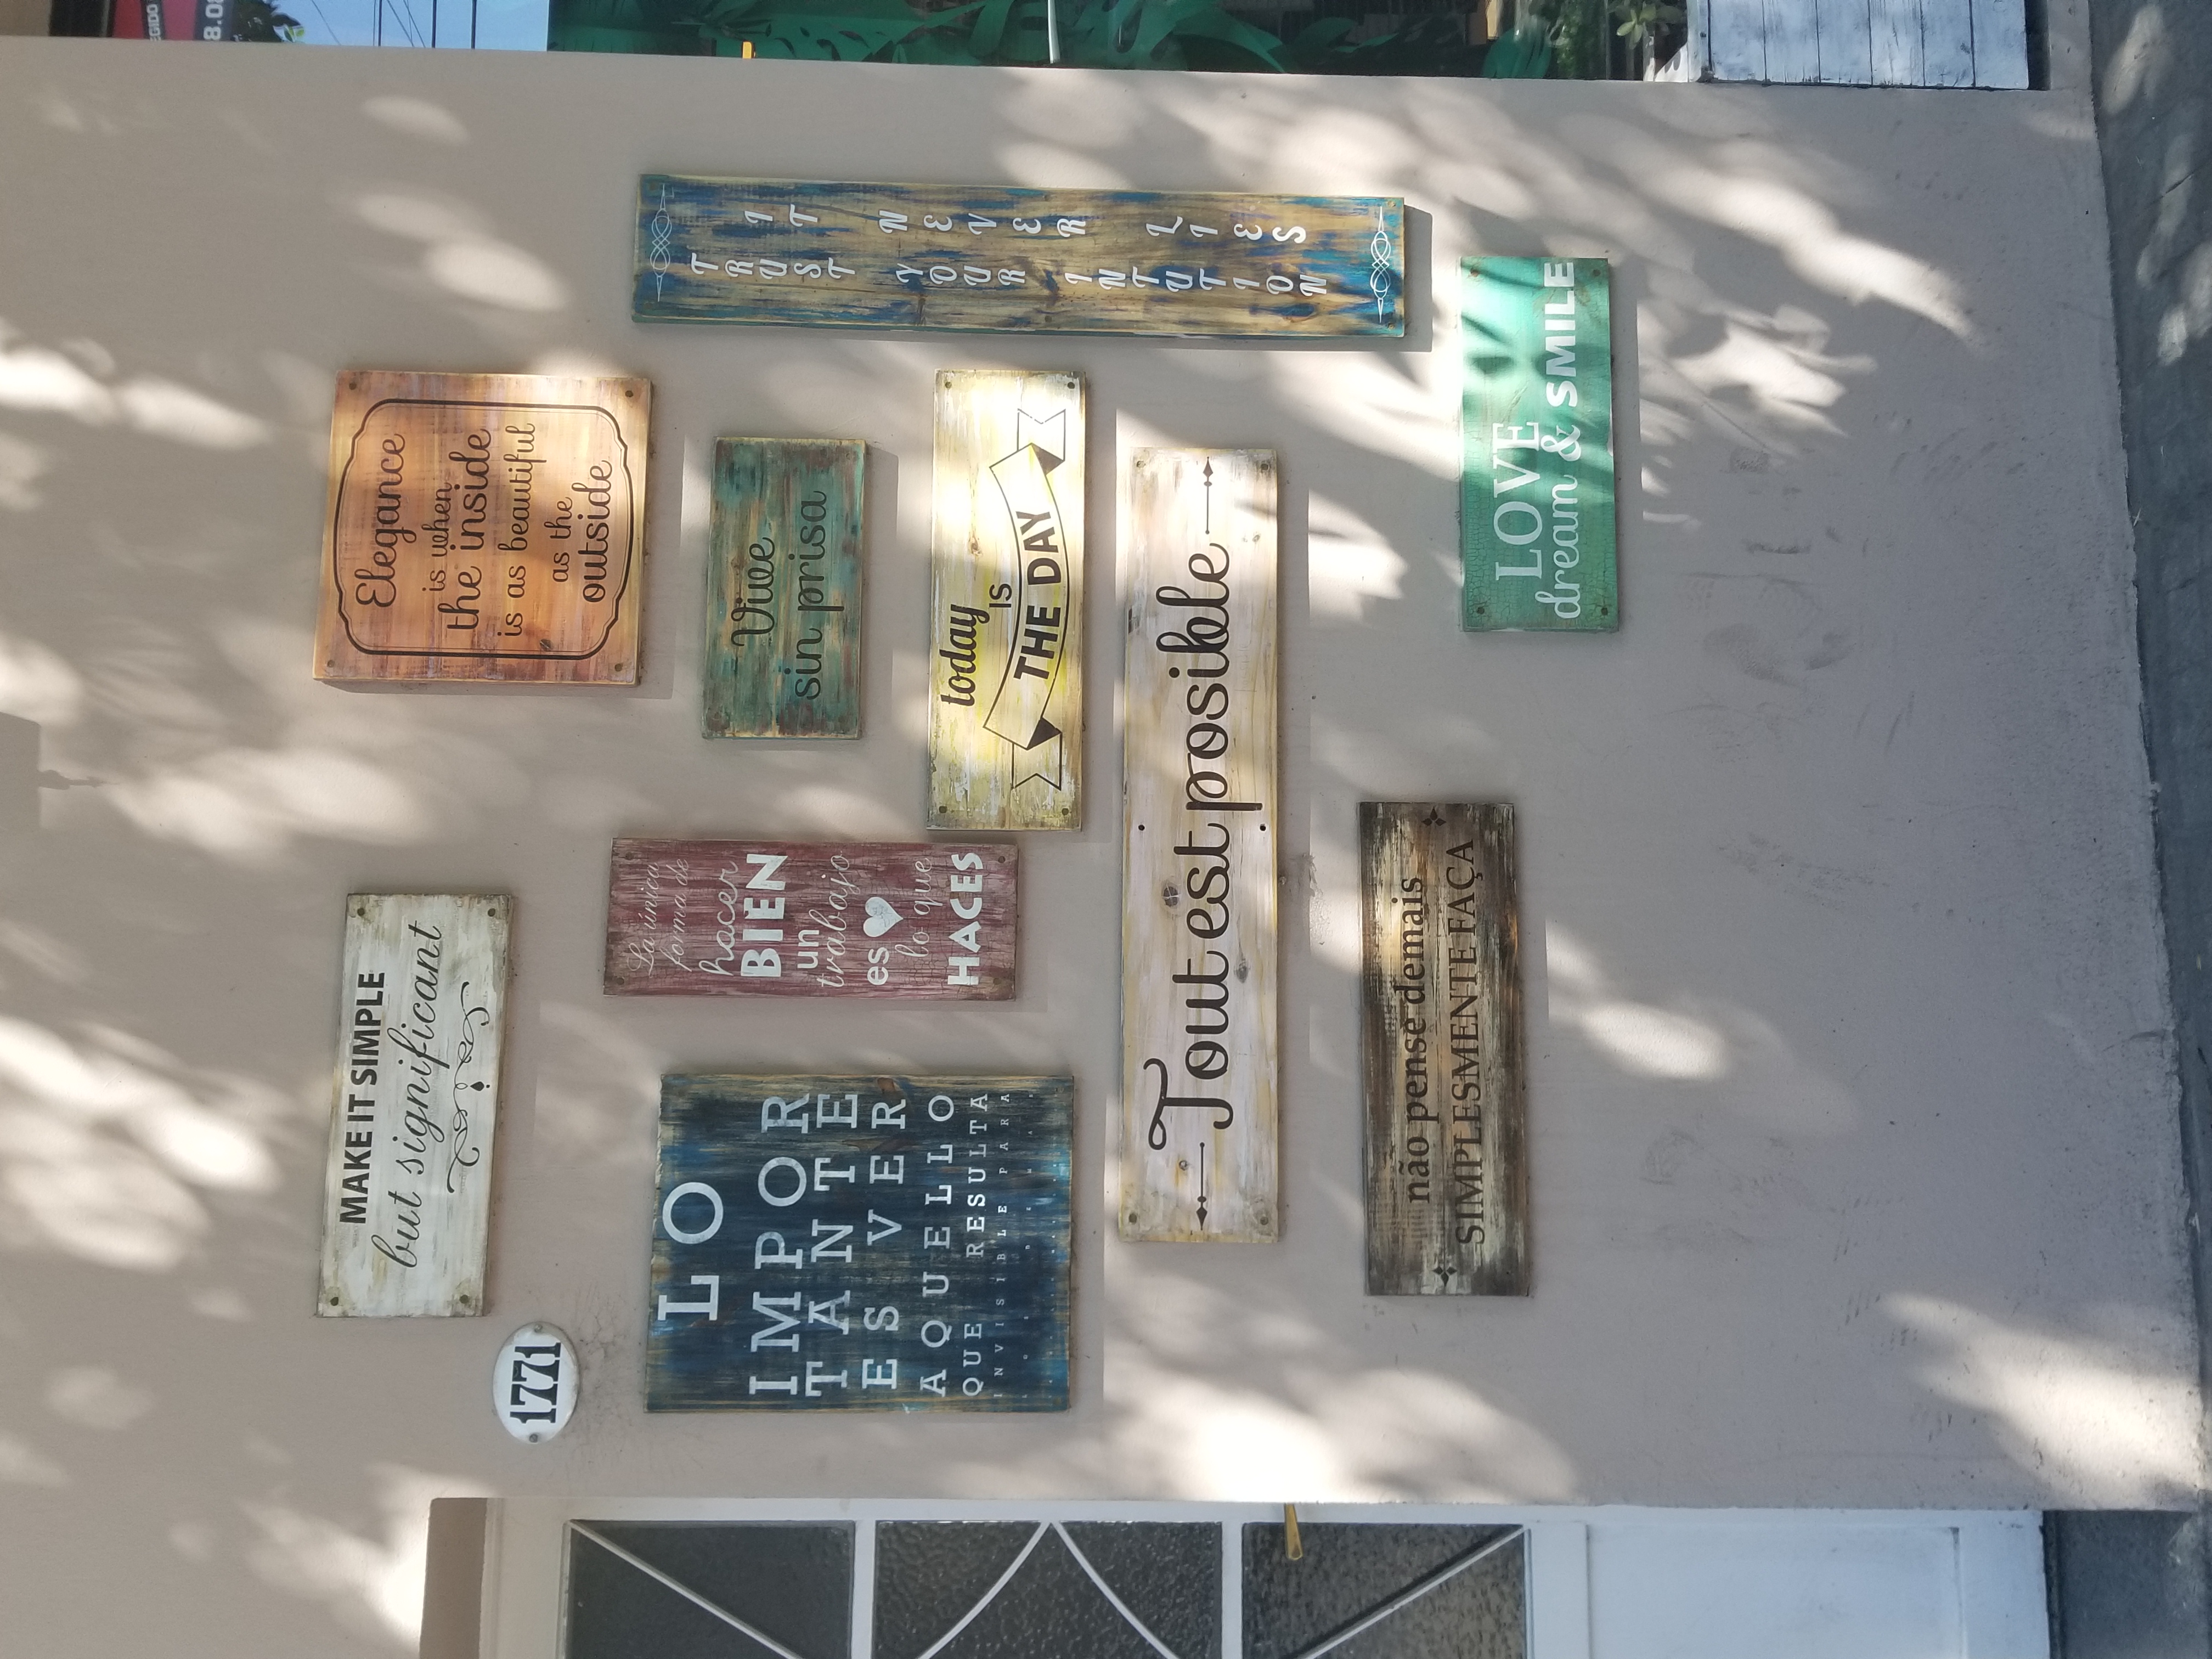 MAKE IT SIMPLE
but significant
1771
Elegance
is when
the inside
is as beautiful
as the
outside
La única
forma de
hacer
BIEN
un
trabajo
es
lo que
HACES
Vive
sin prisa
TRUST YOUR INTUTION
IT NEVER LIES
LO
IMPOR
TANTE
ES VER
AQUELLO
QUE RESULTA
INVISIBLE PARA
today
IS
THE DAY
Tout est posible
não pense demais
SIMPLESMENTE FAÇA
LOVE
dream & SMILE